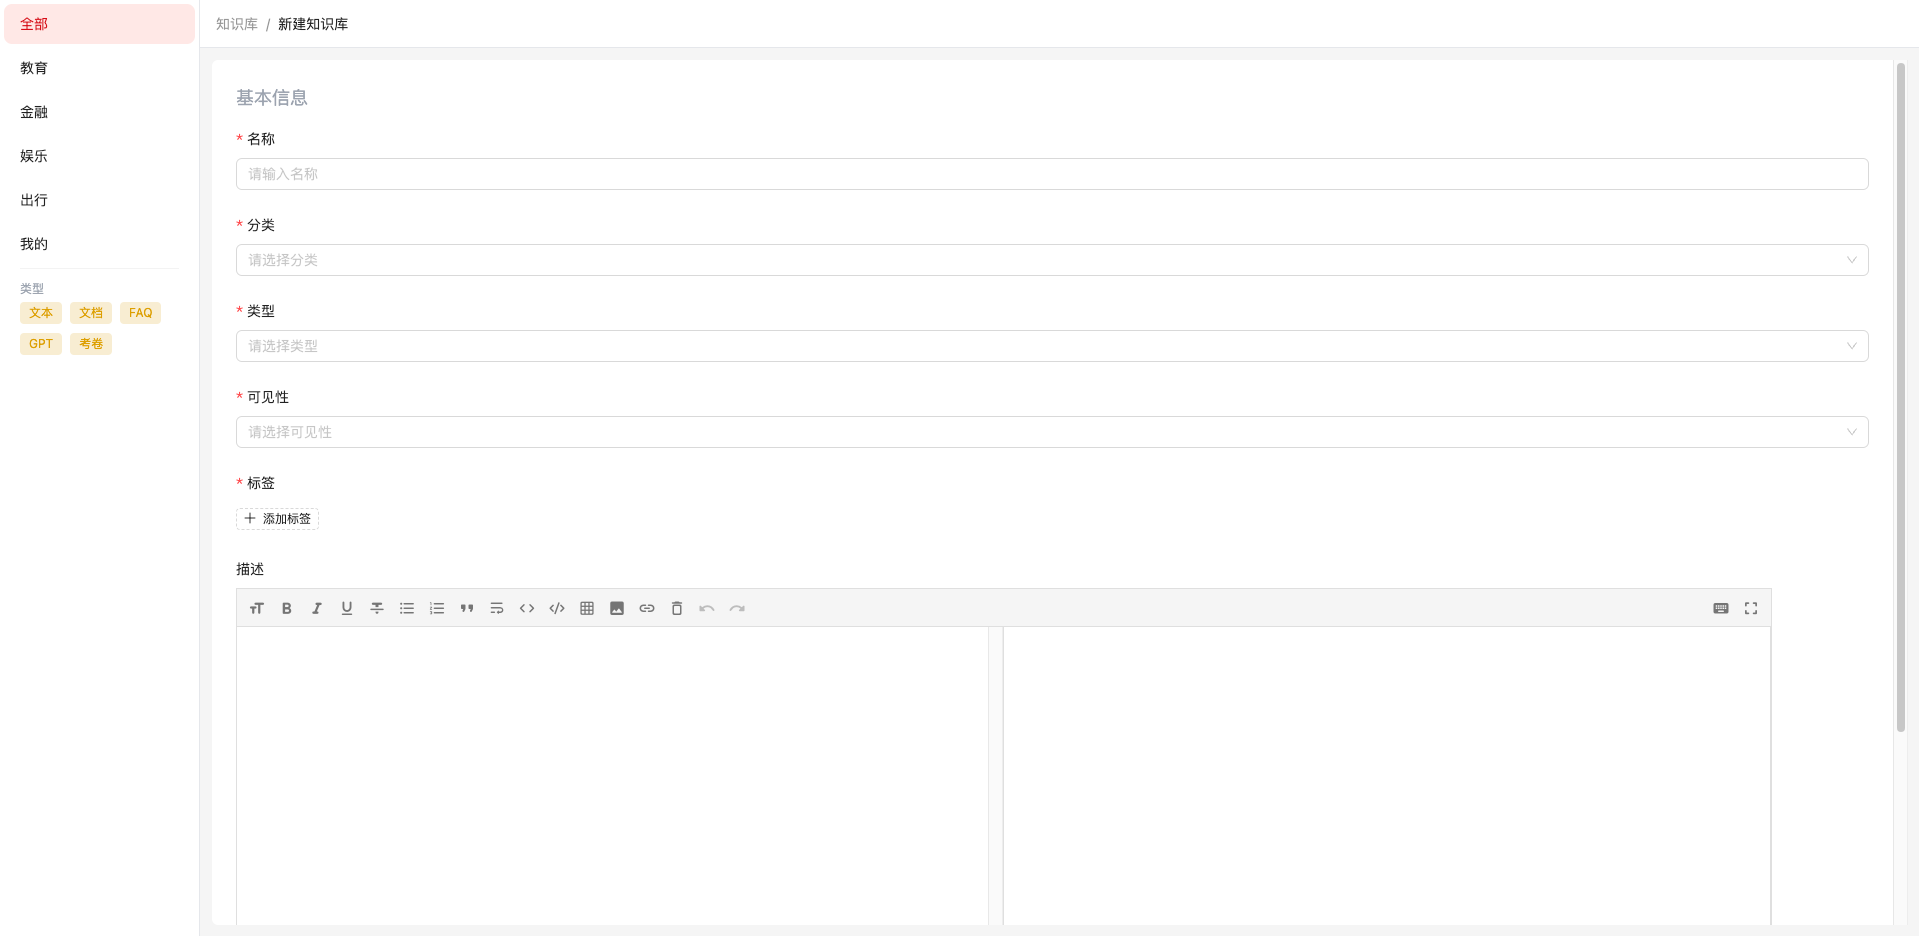 全部
教育
金融
娱乐
出行
我的
类型
文本 文档 FAQ
GPT 考卷
知识库 / 新建知识库
基本信息
* 名称
请输入名称
* 分类
请选择分类
* 类型
请选择类型
* 可见性
请选择可见性
* 标签
+ 添加标签
描述